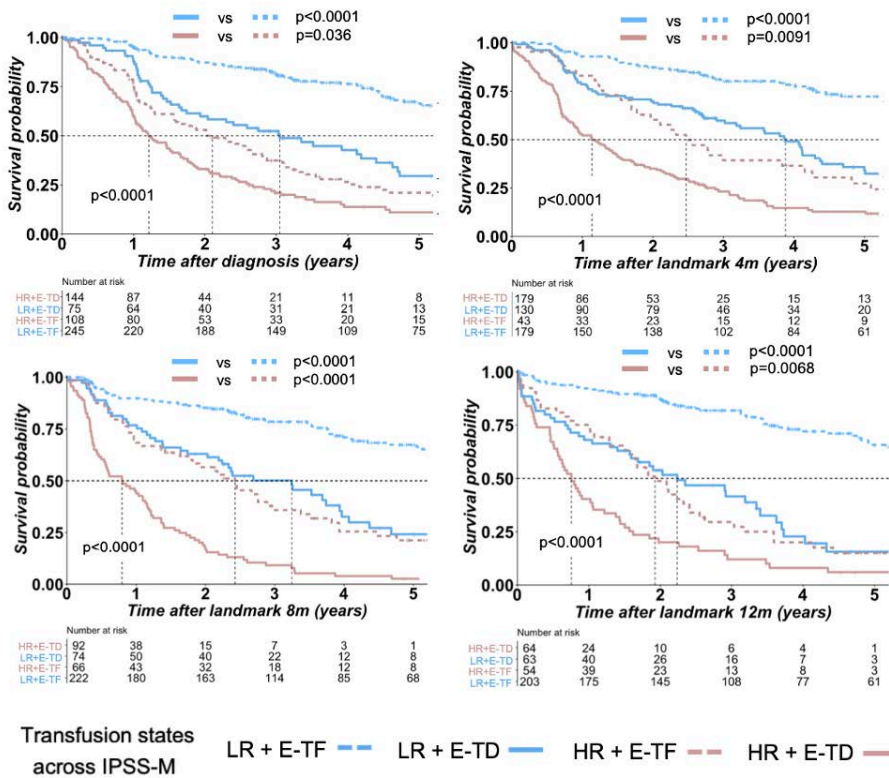 vs p<0.0001
vs p=0.036
Survival probability
1.00
0.75
0.50
0.25
0.00
p<0.0001
0 1 2 3 4 5
Time after diagnosis (years)
Number at risk
HR+E-TD 144 87 44 21 11 8
LR+E-TD 75 64 40 31 21 13
HR+E-TF 108 80 53 33 20 15
LR+E-TF 245 220 188 149 109 75
vs p<0.0001
vs p=0.0091
Survival probability
1.00
0.75
0.50
0.25
0.00
p<0.0001
0 1 2 3 4 5
Time after landmark 4m (years)
Number at risk
HR+E-TD 179 86 53 25 15 13
LR+E-TD 130 90 79 46 34 20
HR+E-TF 43 33 23 15 12 9
LR+E-TF 179 150 138 102 84 61
vs p<0.0001
vs p<0.0001
Survival probability
1.00
0.75
0.50
0.25
0.00
p<0.0001
0 1 2 3 4 5
Time after landmark 8m (years)
Number at risk
HR+E-TD 92 38 15 7 3 1
LR+E-TD 74 50 40 22 12 8
HR+E-TF 66 43 32 18 12 8
LR+E-TF 222 180 163 114 85 68
vs p<0.0001
vs p=0.0068
Survival probability
1.00
0.75
0.50
0.25
0.00
p<0.0001
0 1 2 3 4 5
Time after landmark 12m (years)
Number at risk
HR+E-TD 64 24 10 6 4 1
LR+E-TD 63 40 26 16 7 3
HR+E-TF 54 39 23 13 8 3
LR+E-TF 203 175 145 108 77 61
Transfusion states
across IPSS-M
LR + E-TF LR + E-TD HR + E-TF HR + E-TD